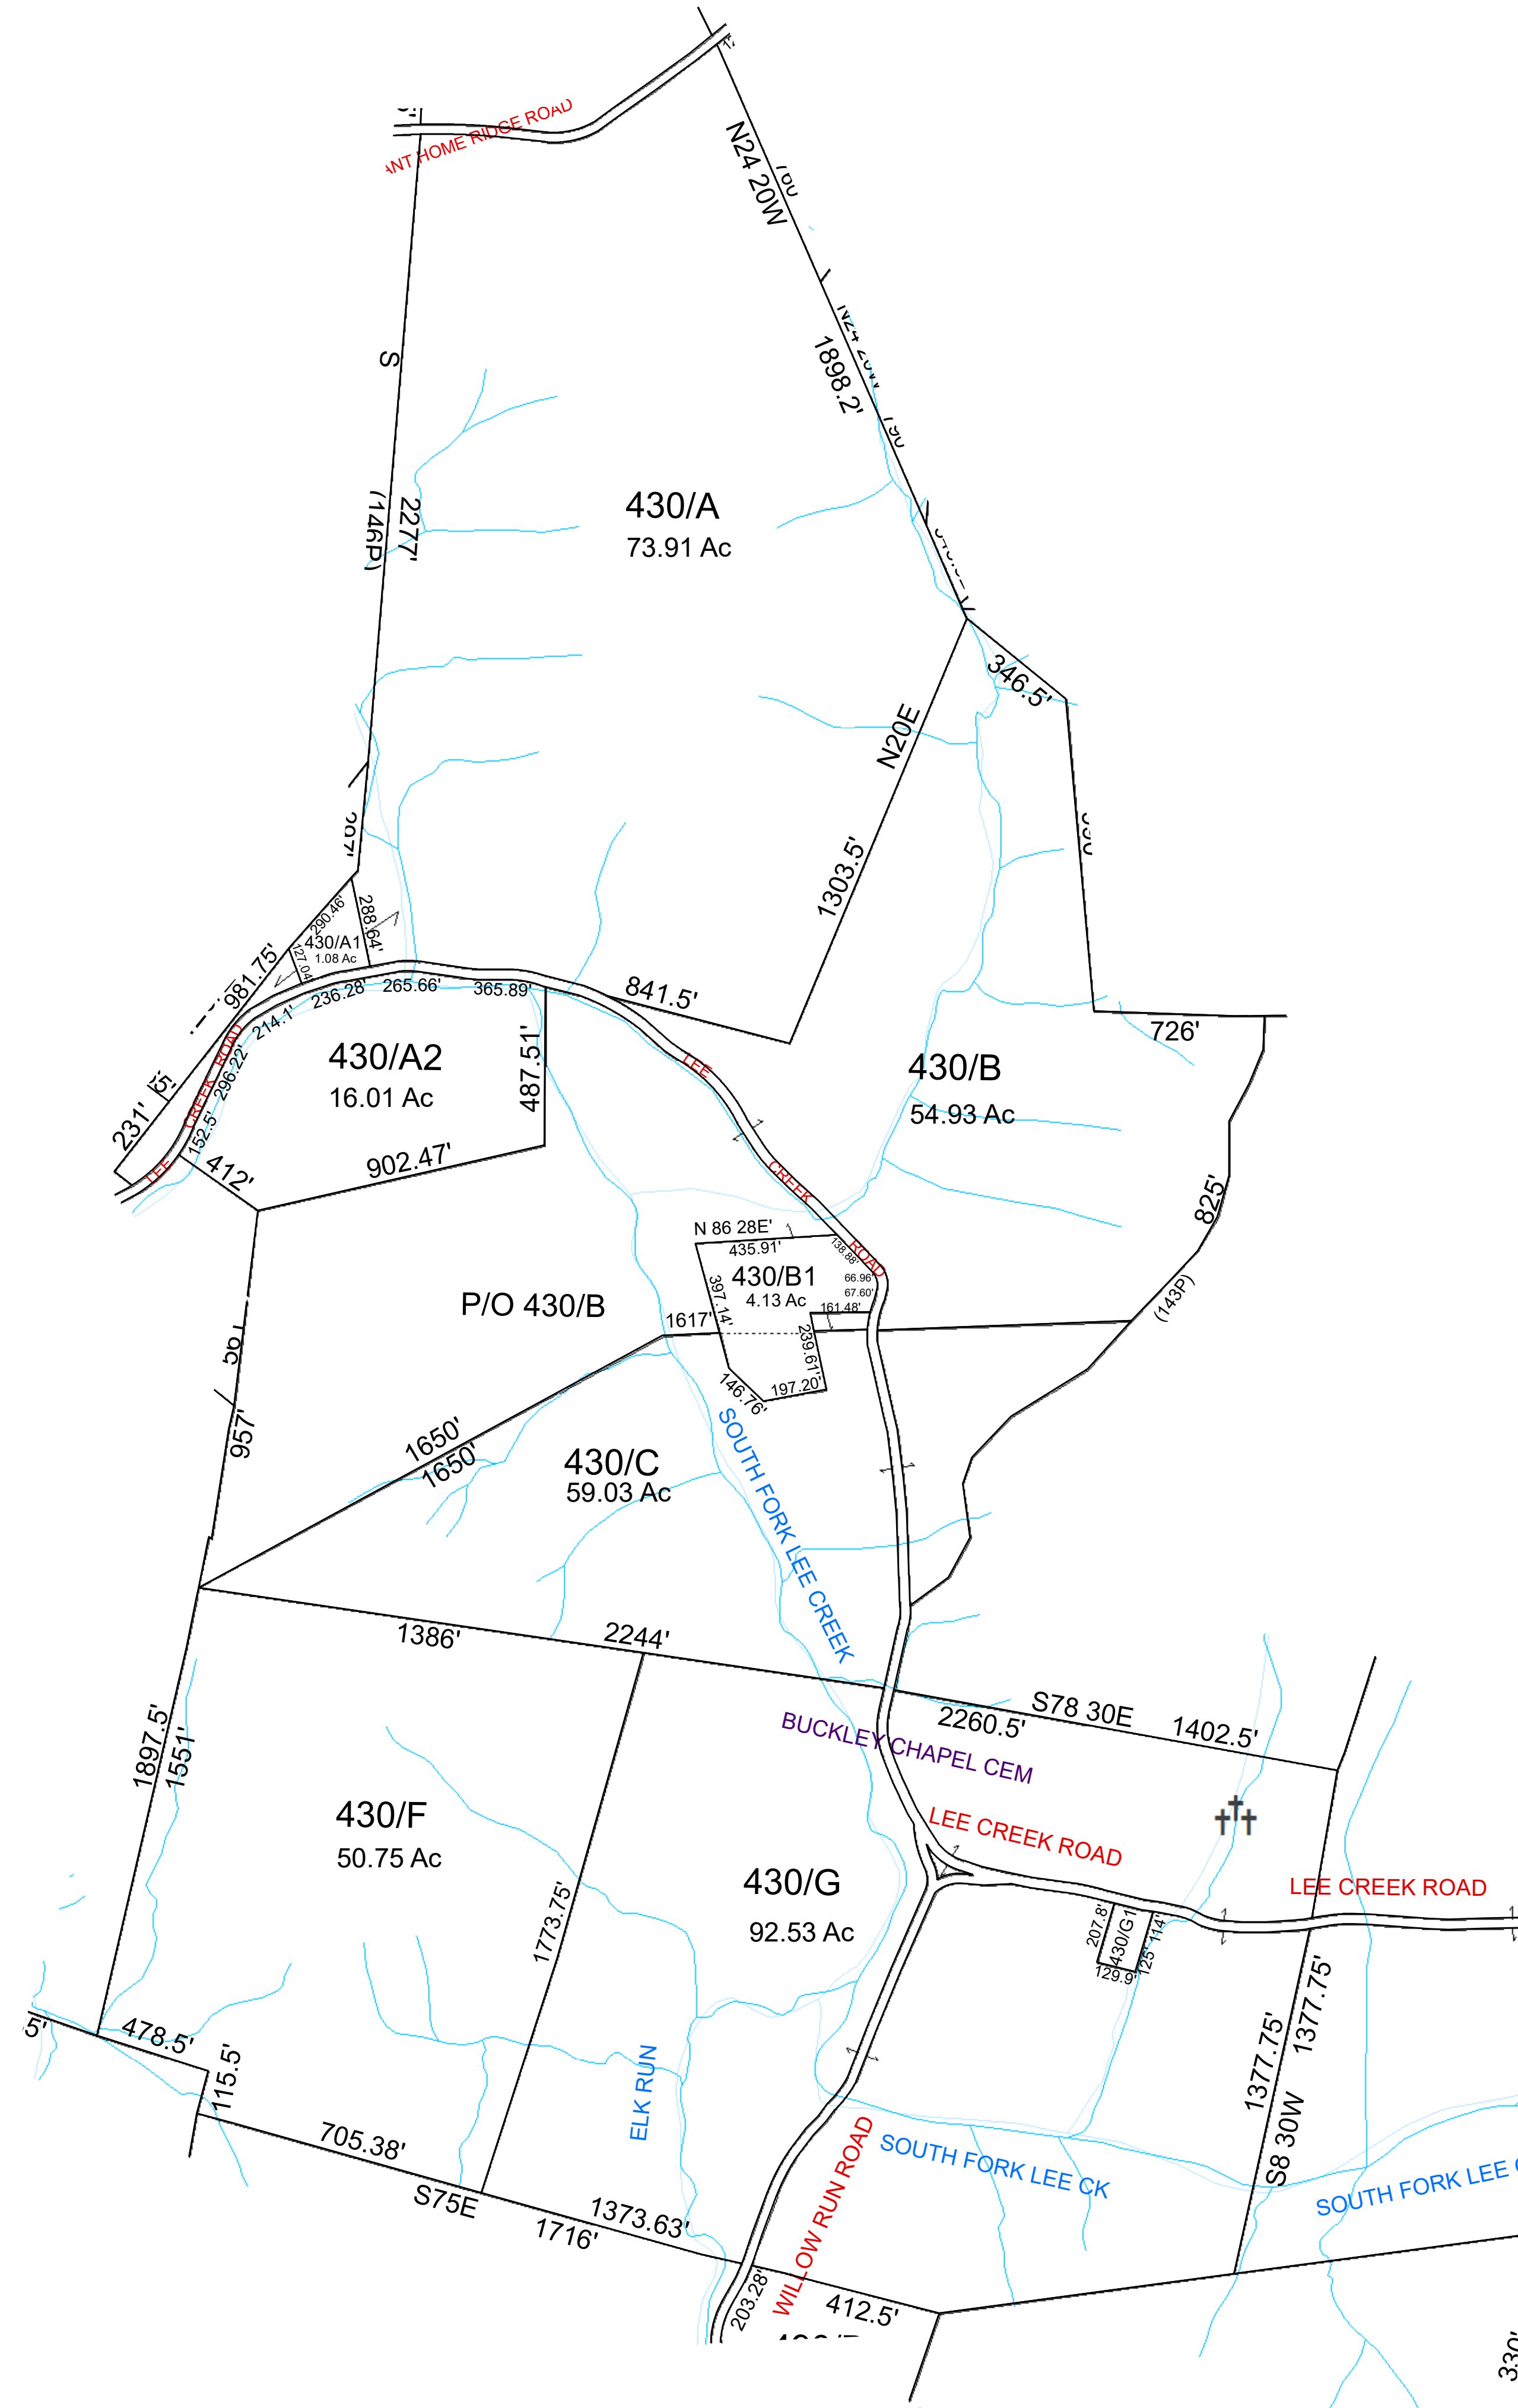 N24 20W
S
1898.2'
2277'
(146P)
430/A
73.91 Ac
346.5'
N20E
1303.5'
290.46'
288.64'
430/A1
1.08 Ac
127.04'
981.75'
236.28'
265.66'
365.89'
841.5'
214.1'
296.22'
152.5'
LEE CREEK ROAD
231'
430/A2
16.01 Ac
487.51'
902.47'
412'
LEE CREEK ROAD
430/B
54.93 Ac
726'
825'
(143P)
N 86 28E'
435.91'
138.88'
430/B1
4.13 Ac
397.14'
66.96'
67.60'
161.48'
239.61'
146.76'
197.20'
P/O 430/B
1617'
957'
1650'
1650'
430/C
59.03 Ac
SOUTH FORK LEE CREEK
1386'
2244'
S78 30E
2260.5'
1402.5'
BUCKLEY CHAPEL CEM
LEE CREEK ROAD
LEE CREEK ROAD
1897.5'
1551'
430/F
50.75 Ac
1773.75'
430/G
92.53 Ac
207.8'
430/G1
114'
125'
129.9'
1377.75'
1377.75'
S8 30W
478.5'
115.5'
705.38'
S75E
1373.63'
1716'
ELK RUN
WILLOW RUN ROAD
SOUTH FORK LEE CK
SOUTH FORK LEE
203.28'
412.5'